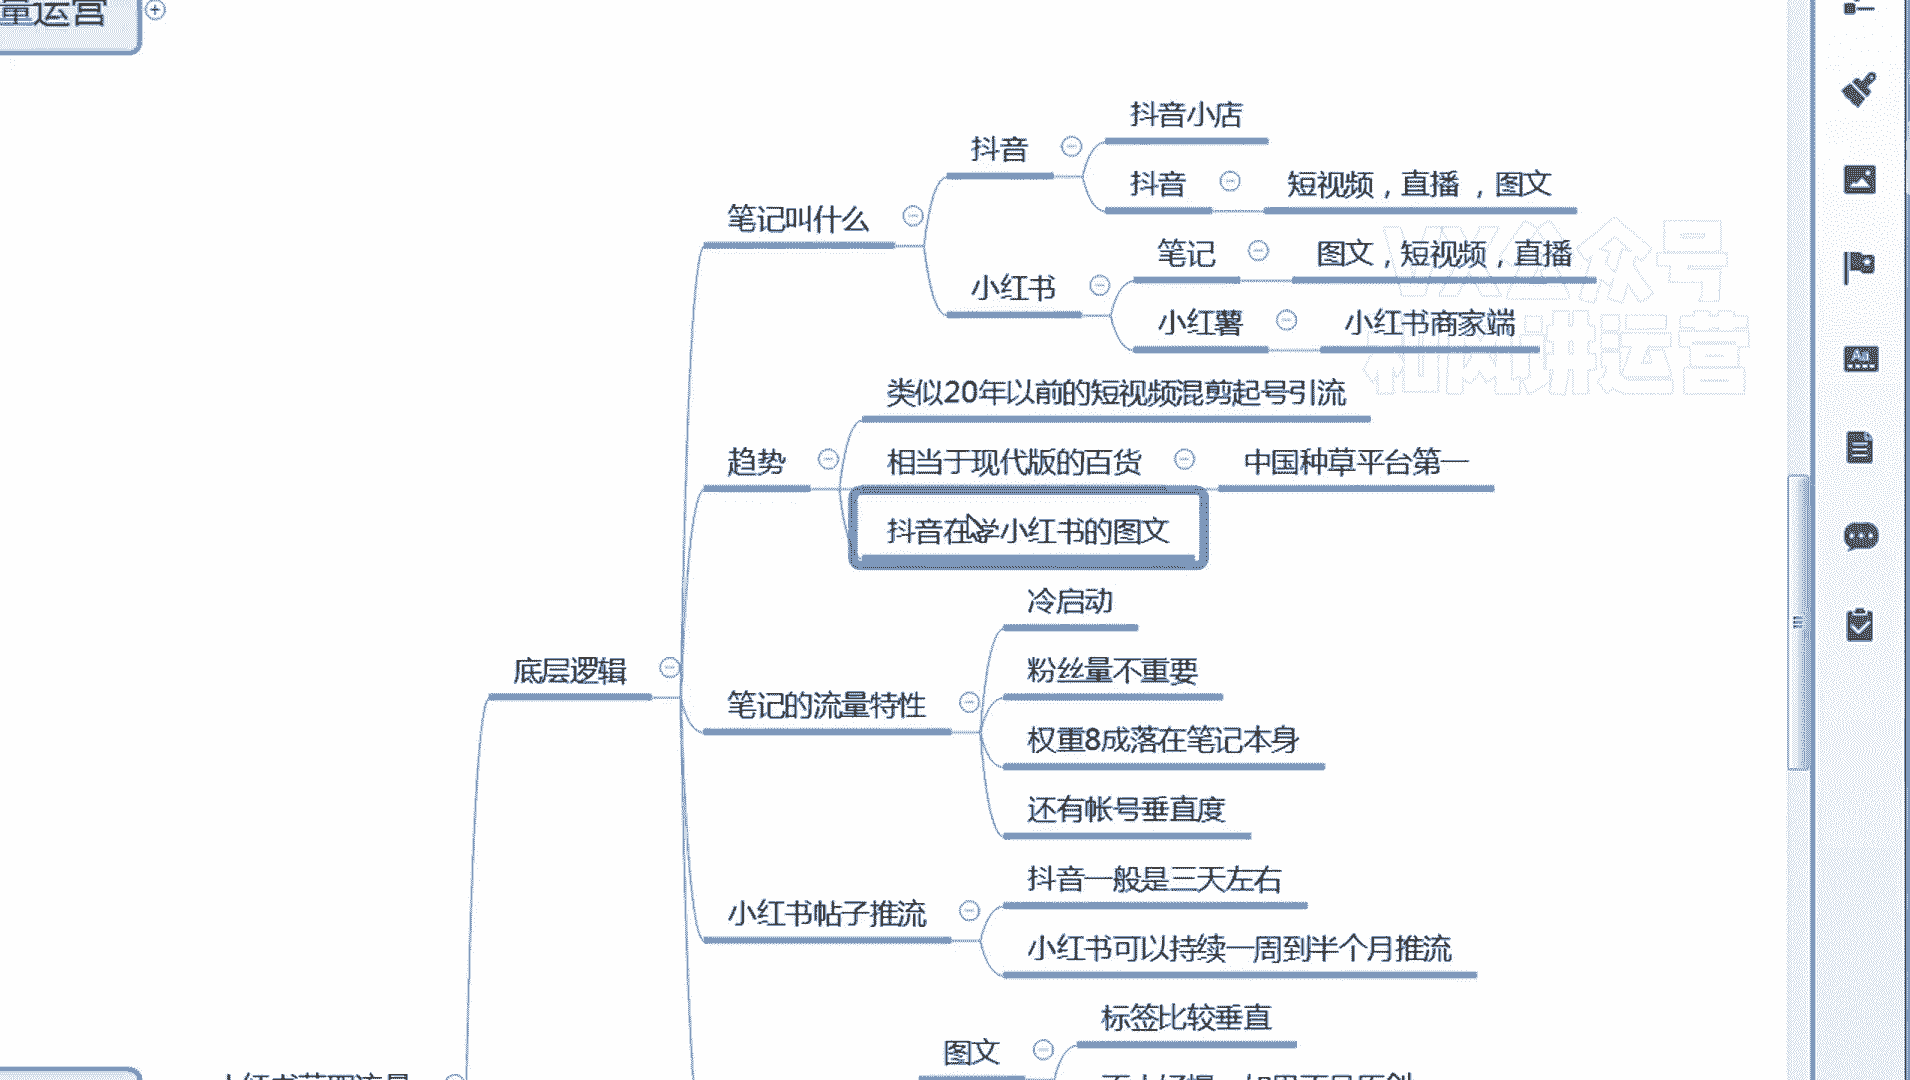 量运营
抖音小店
抖音
抖音
短视频，直播 ，图文
笔记叫什么
笔记
图文，短视频，直播
小红书
小红薯
小红书商家端
VX公众号
和风讲运营
类似20年以前的短视频混剪起号引流
趋势
相当于现代版的百货
中国种草平台第一
抖音在学小红书的图文
冷启动
底层逻辑
粉丝量不重要
笔记的流量特性
权重8成落在笔记本身
还有帐号垂直度
抖音一般是三天左右
小红书帖子推流
小红书可以持续一周到半个月推流
标签比较垂直
图文